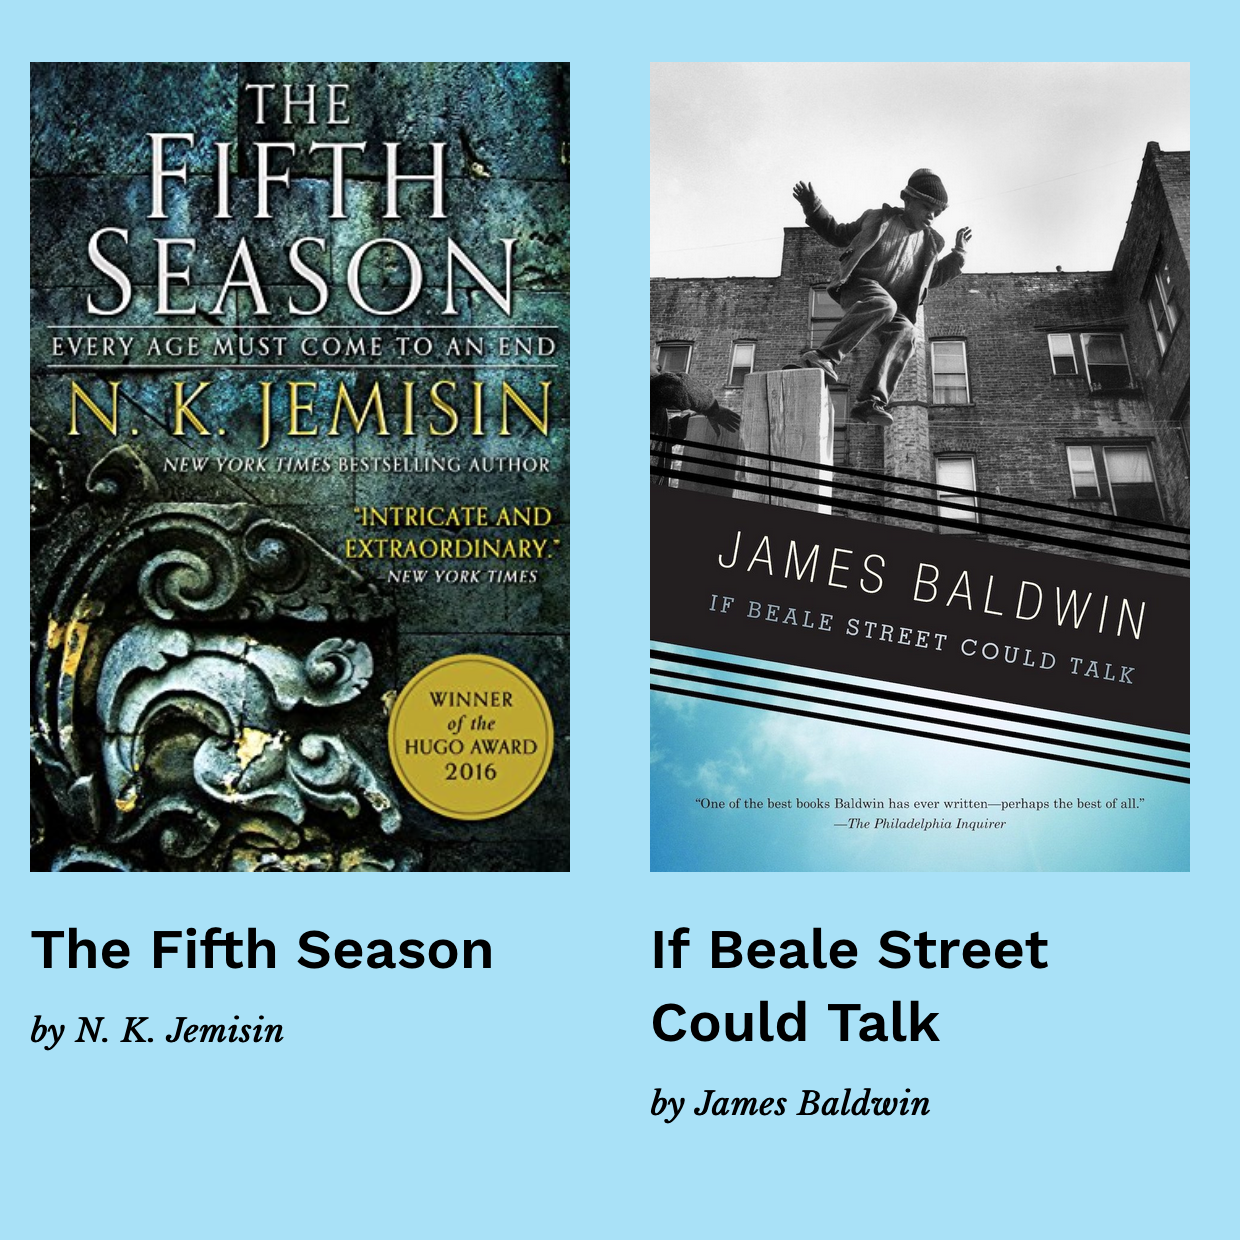 THE
FIFTH
SEASON
EVERY AGE MUST COME TO AN END
N. K. JEMISIN
NEW YORK TIMES BESTSELLING AUTHOR
"INTRICATE AND
EXTRAORDINARY."
—NEW YORK TIMES
WINNER
of the
HUGO AWARD
2016
The Fifth Season
by N. K. Jemisin
JAMES BALDWIN
IF BEALE STREET COULD TALK
“One of the best books Baldwin has ever written—perhaps the best of all.”
—The Philadelphia Inquirer
If Beale Street
Could Talk
by James Baldwin